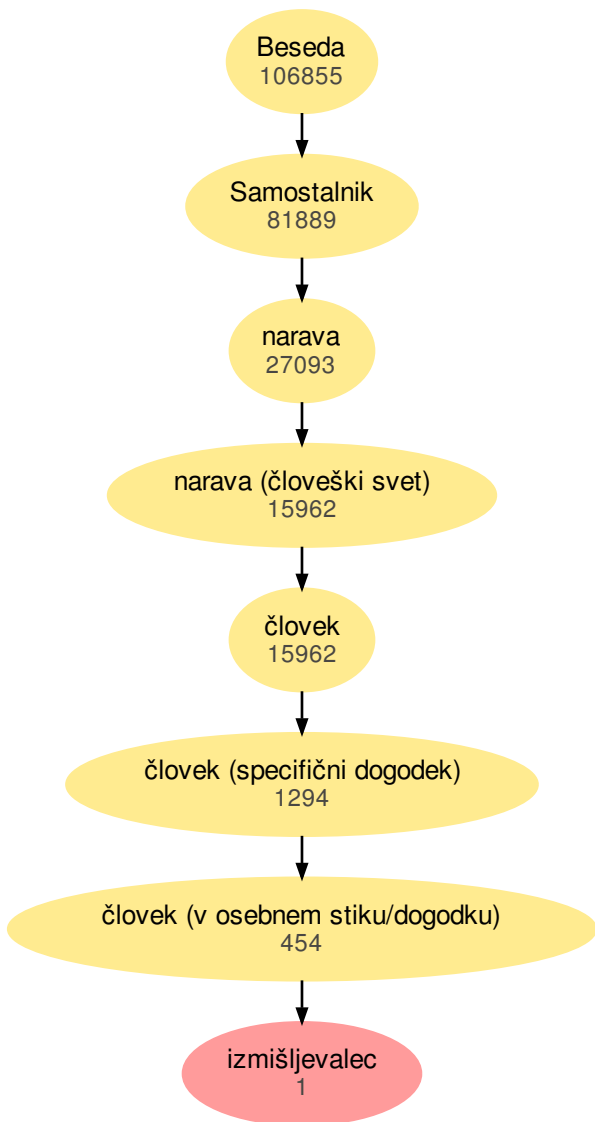 Beseda
106855
Samostalnik
81889
narava
27093
narava (človeški svet)
15962
človek
15962
človek (specifični dogodek)
1294
človek (v osebnem stiku/dogodku)
454
izmišljevalec
1